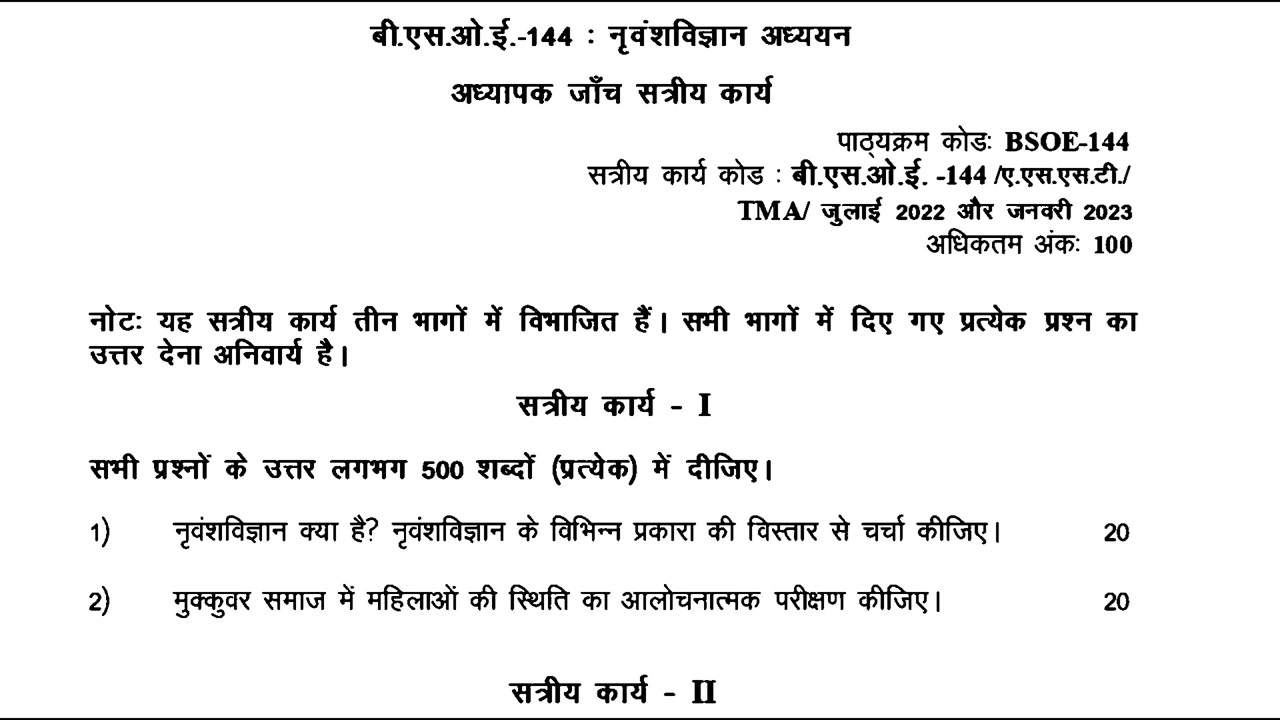 बी.एस.ओ.ई.-144 : नृवंशविज्ञान अध्ययन
अध्यापक जाँच सत्रीय कार्य
पाठ्यक्रम कोडः BSOE-144
सत्रीय कार्य कोड : बी.एस.ओ.ई. -144 /ए.एस.एस.टी./
TMA/ जुलाई 2022 और जनवरी 2023
अधिकतम अंकः 100
नोटः यह सत्रीय कार्य तीन भागों में विभाजित हैं। सभी भागों में दिए गए प्रत्येक प्रश्न का
उत्तर देना अनिवार्य है।
सत्रीय कार्य - I
सभी प्रश्नों के उत्तर लगभग 500 शब्दों (प्रत्येक) में दीजिए।
1) नृवंशविज्ञान क्या है? नृवंशविज्ञान के विभिन्न प्रकारा की विस्तार से चर्चा कीजिए। 20
2) मुक्कुवर समाज में महिलाओं की स्थिति का आलोचनात्मक परीक्षण कीजिए। 20
सत्रीय कार्य - II